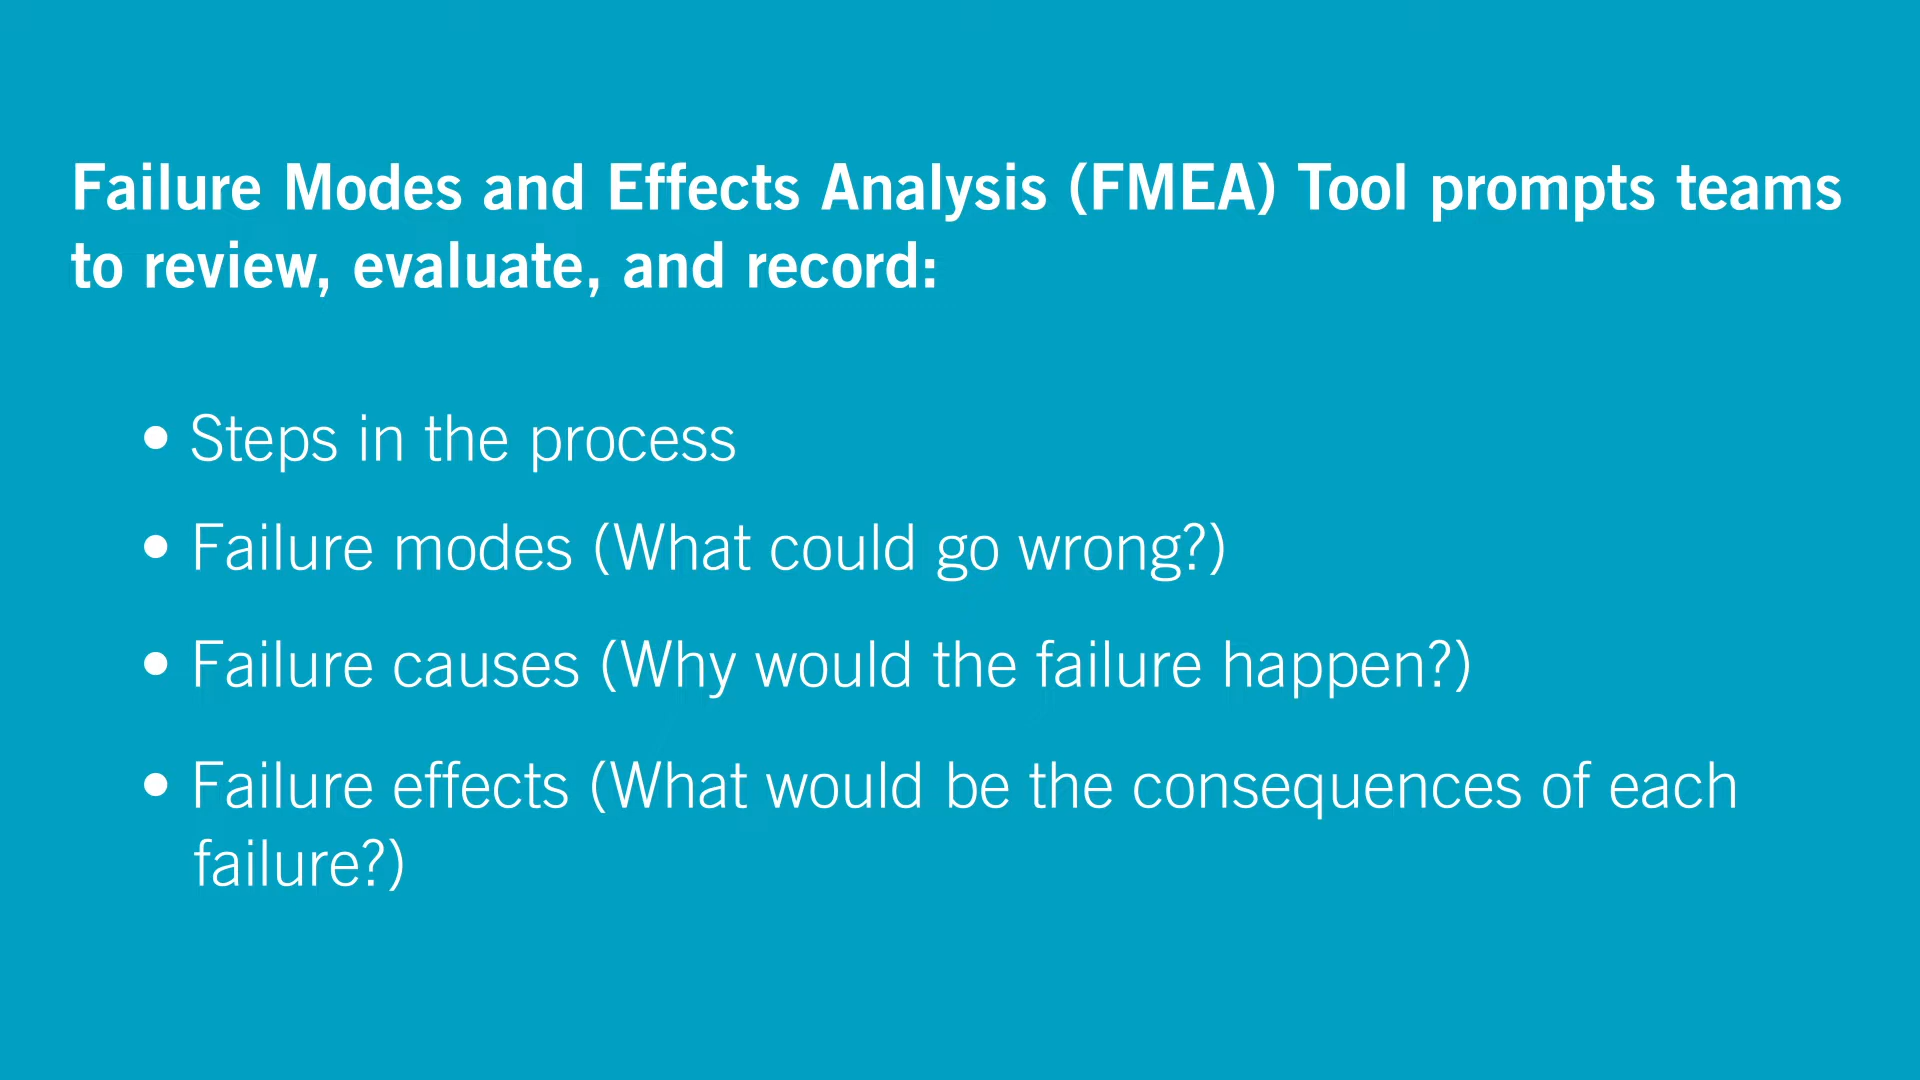 Failure Modes and Effects Analysis (FMEA) Tool prompts teams
to review, evaluate, and record:
• Steps in the process
• Failure modes (What could go wrong?)
• Failure causes (Why would the failure happen?)
• Failure effects (What would be the consequences of each
failure?)